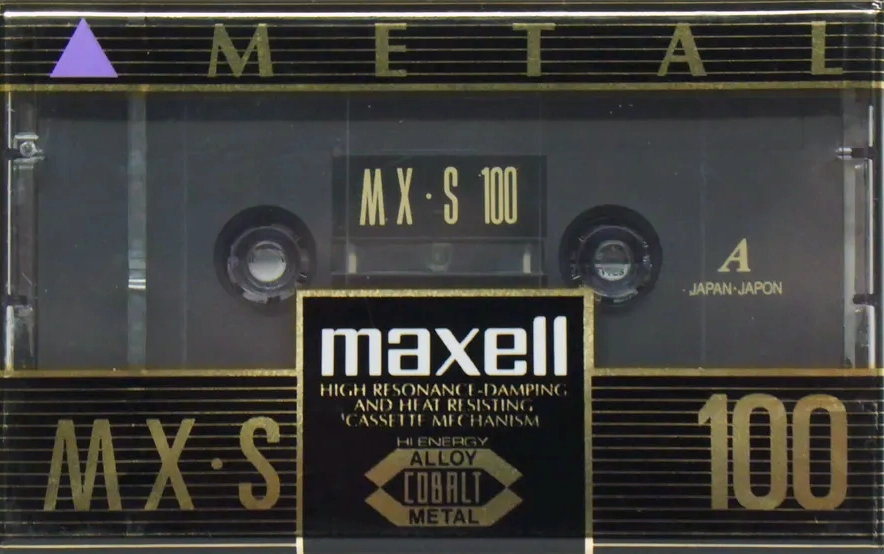 METAL
MX·S 100
A
JAPAN·JAPON
maxell
HIGH RESONANCE-DAMPING
AND HEAT RESISTING
CASSETTE MECHANISM
HI ENERGY
ALLOY
COBALT
METAL
MX·S 100